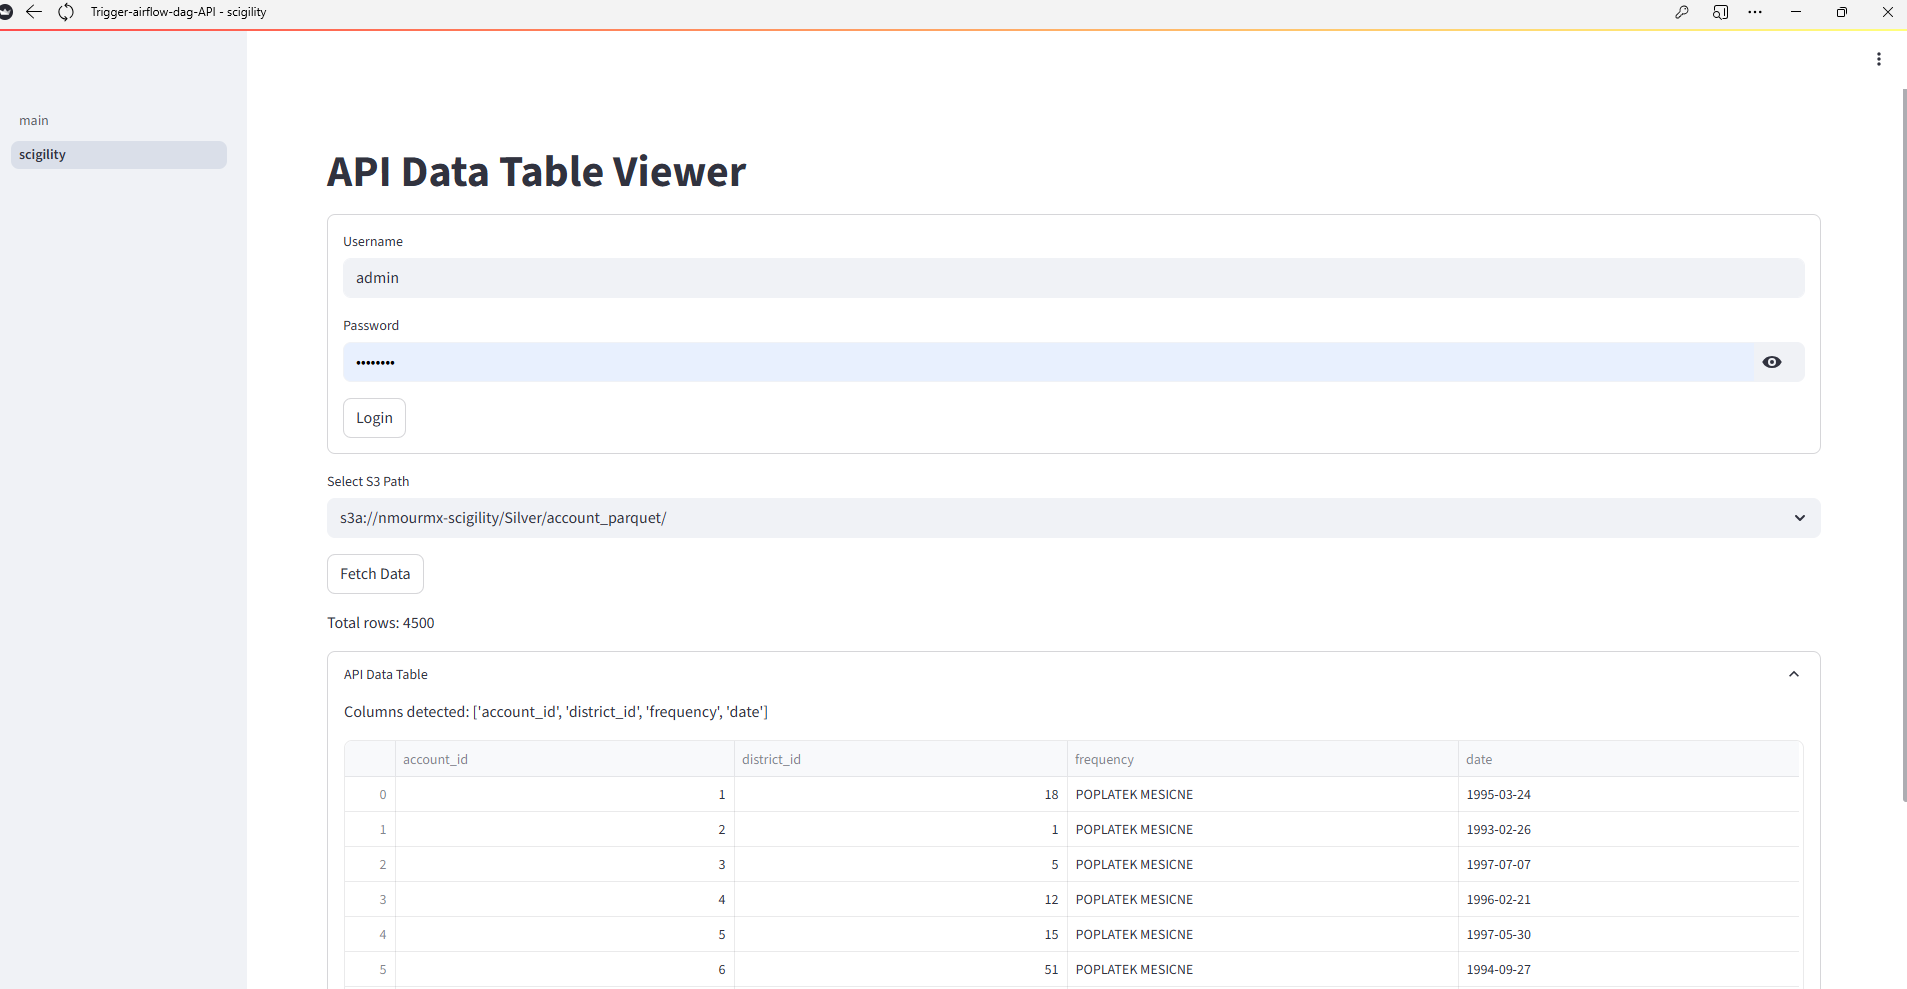 Trigger-airflow-dag-API - scigility
main
scigility
API Data Table Viewer
Username
admin
Password
••••••••
Login
Select S3 Path
s3a://nmourmx-scigility/Silver/account_parquet/
Fetch Data
Total rows: 4500
API Data Table
Columns detected: ['account_id', 'district_id', 'frequency', 'date']
account_id district_id frequency date
0 1 18 POPLATEK MESICNE 1995-03-24
1 2 1 POPLATEK MESICNE 1993-02-26
2 3 5 POPLATEK MESICNE 1997-07-07
3 4 12 POPLATEK MESICNE 1996-02-21
4 5 15 POPLATEK MESICNE 1997-05-30
5 6 51 POPLATEK MESICNE 1994-09-27